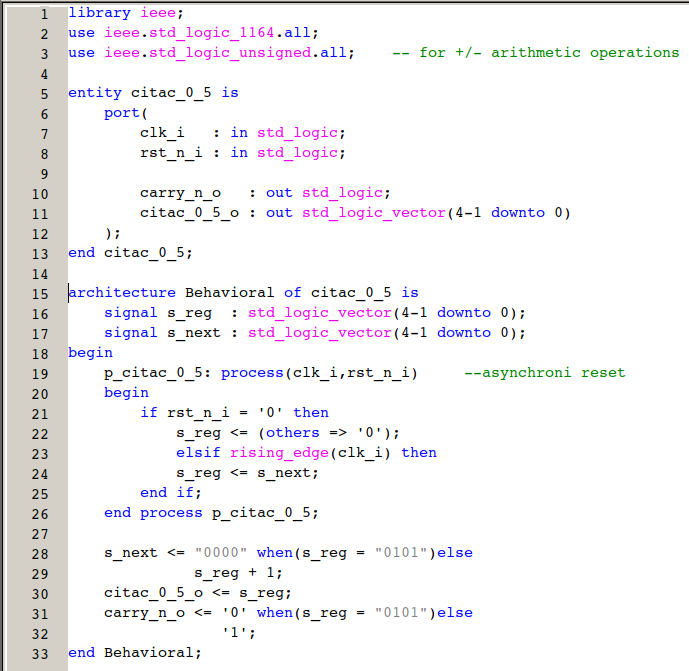 1 library ieee;
2 use ieee.std_logic_1164.all;
3 use ieee.std_logic_unsigned.all;    -- for +/- arithmetic operations
4
5 entity citac_0_5 is
6     port(
7         clk_i   : in std_logic;
8         rst_n_i : in std_logic;
9
10         carry_n_o   : out std_logic;
11         citac_0_5_o : out std_logic_vector(4-1 downto 0)
12     );
13 end citac_0_5;
14
15 architecture Behavioral of citac_0_5 is
16     signal s_reg  : std_logic_vector(4-1 downto 0);
17     signal s_next : std_logic_vector(4-1 downto 0);
18 begin
19     p_citac_0_5: process(clk_i,rst_n_i)     --asynchroni reset
20     begin
21         if rst_n_i = '0' then
22             s_reg <= (others => '0');
23             elsif rising_edge(clk_i) then
24             s_reg <= s_next;
25         end if;
26     end process p_citac_0_5;
27
28     s_next <= "0000" when(s_reg = "0101")else
29               s_reg + 1;
30     citac_0_5_o <= s_reg;
31     carry_n_o <= '0' when(s_reg = "0101")else
32                  '1';
33 end Behavioral;